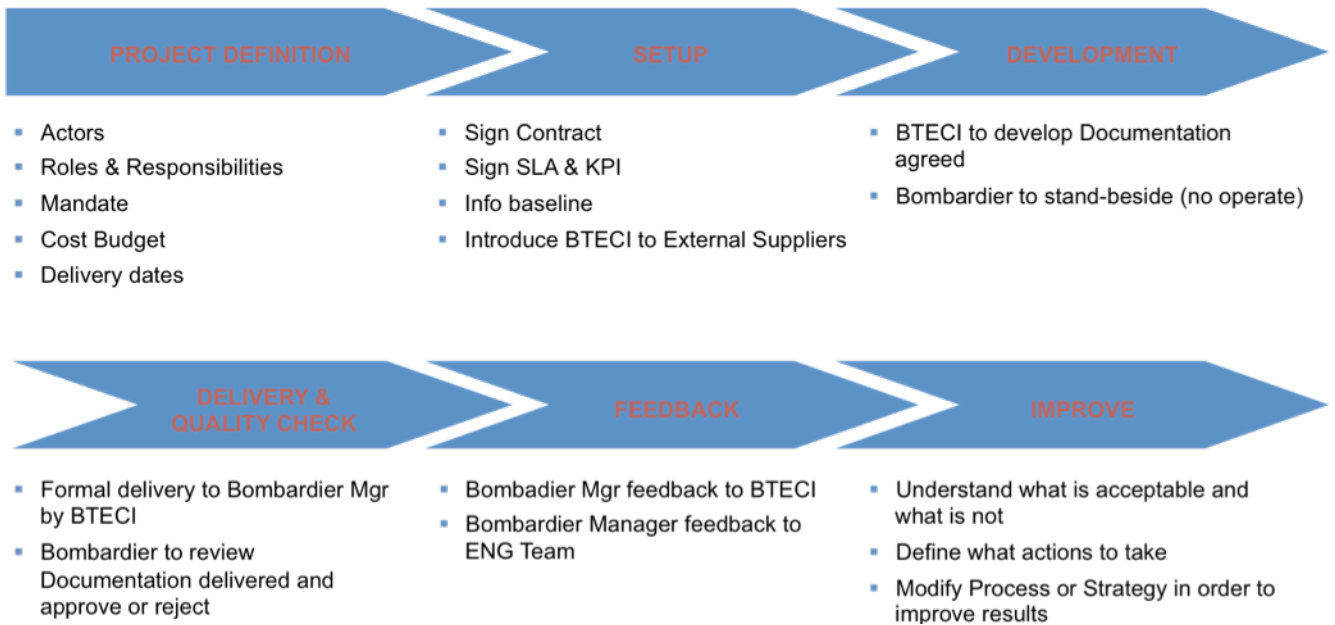 PROJECT DEFINITION
SETUP
DEVELOPMENT
Actors
Roles & Responsibilities
Mandate
Cost Budget
Delivery dates
Sign Contract
Sign SLA & KPI
Info baseline
Introduce BTECI to External Suppliers
BTECI to develop Documentation
agreed
Bombardier to stand-beside (no operate)
DELIVERY &
QUALITY CHECK
FEEDBACK
IMPROVE
Formal delivery to Bombardier Mgr
by BTECI
Bombardier to review
Documentation delivered and
approve or reject
Bombadier Mgr feedback to BTECI
Bombardier Manager feedback to
ENG Team
Understand what is acceptable and
what is not
Define what actions to take
Modify Process or Strategy in order to
improve results